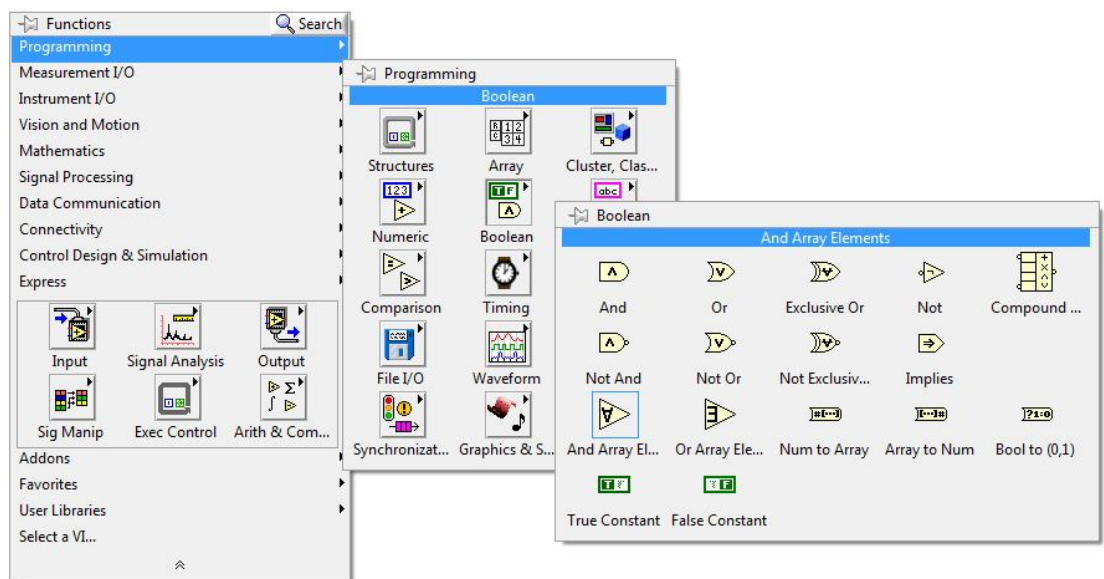 Functions
Search
Programming
Measurement I/O
Instrument I/O
Vision and Motion
Mathematics
Signal Processing
Data Communication
Connectivity
Control Design & Simulation
Express
Input Signal Analysis Output
Sig Manip Exec Control Arith & Com...
Addons
Favorites
User Libraries
Select a VI...
Programming
Boolean
Structures Array Cluster, Clas...
Numeric Boolean
Comparison Timing
File I/O Waveform
Synchronizat... Graphics & S...
Boolean
And Array Elements
And Or Exclusive Or Not Compound ...
Not And Not Or Not Exclusiv... Implies
And Array El... Or Array Ele... Num to Array Array to Num Bool to (0,1)
True Constant False Constant